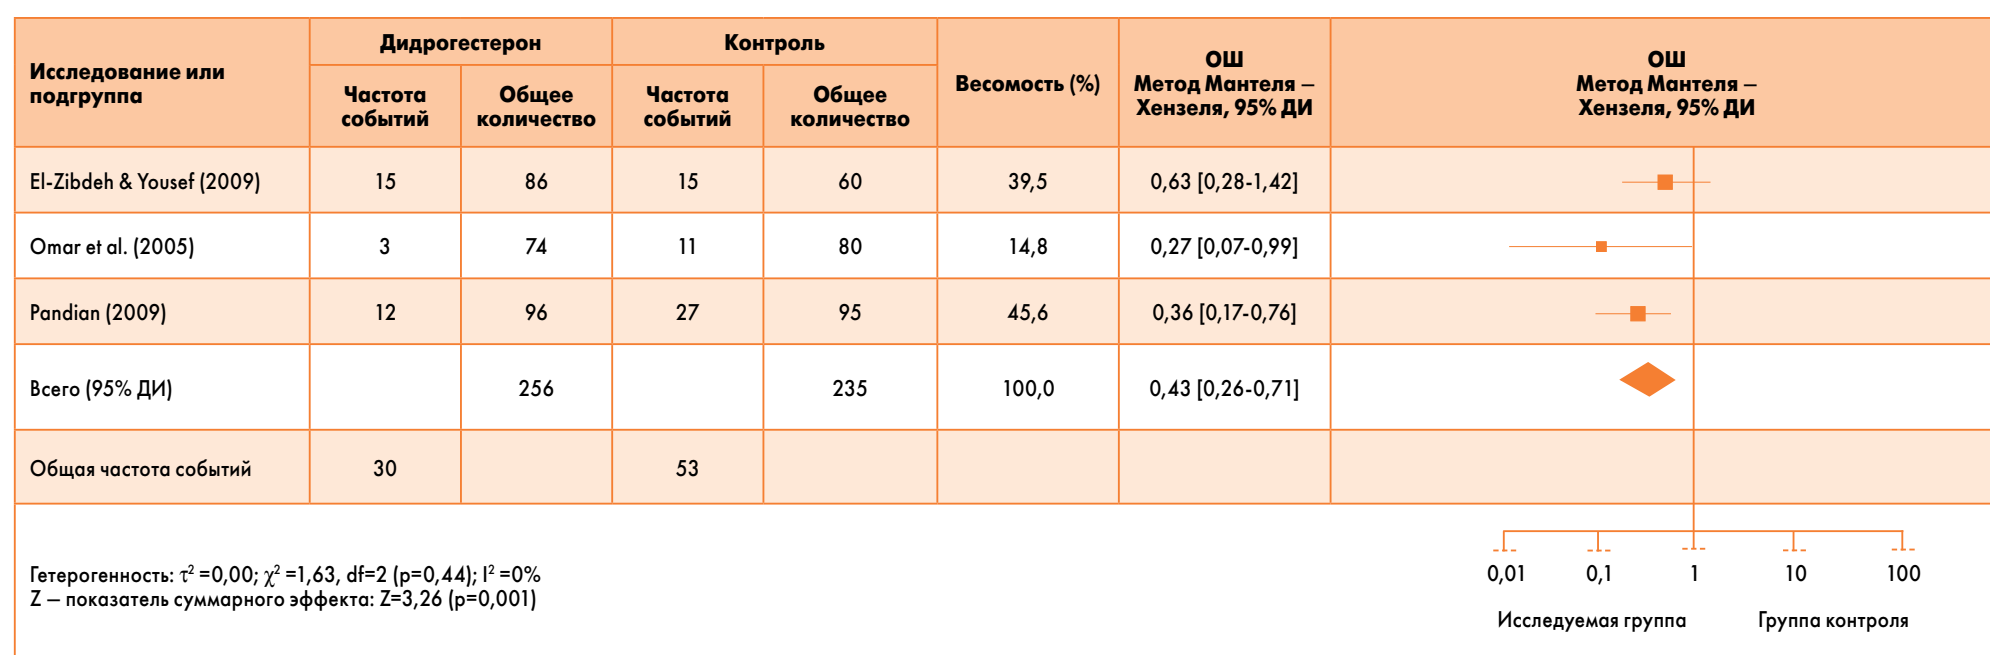 Исследование или
подгруппа
Дидрогестерон
Контроль
Частота
событий
Общее
количество
Частота
событий
Общее
количество
Весомость (%)
ОШ
Метод Мантеля –
Хензеля, 95% ДИ
ОШ
Метод Мантеля –
Хензеля, 95% ДИ
El-Zibdeh & Yousef (2009) 15 86 15 60 39,5 0,63 [0,28-1,42]
Omar et al. (2005) 3 74 11 80 14,8 0,27 [0,07-0,99]
Pandian (2009) 12 96 27 95 45,6 0,36 [0,17-0,76]
Всего (95% ДИ) 256 235 100,0 0,43 [0,26-0,71]
Общая частота событий 30 53
Гетерогенность: τ² =0,00; χ² =1,63, df=2 (p=0,44); I² =0%
Z – показатель суммарного эффекта: Z=3,26 (p=0,001)
0,01 0,1 1 10 100
Исследуемая группа Группа контроля